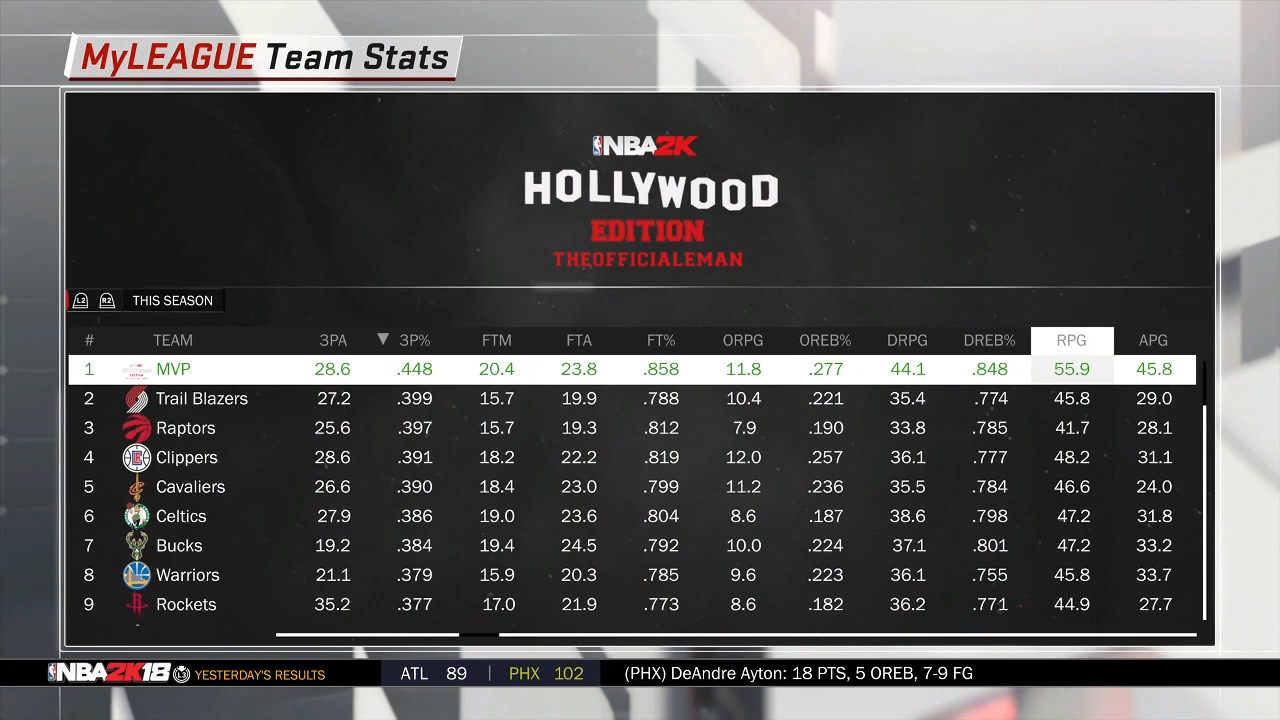 MyLEAGUE Team Stats
NBA2K
HOLLYWOOD
EDITION
THEOFFICIALEMAN
L2 R2 THIS SEASON
# TEAM 3PA ▼ 3P% FTM FTA FT% ORPG OREB% DRPG DREB% RPG APG
1 MVP 28.6 .448 20.4 23.8 .858 11.8 .277 44.1 .848 55.9 45.8
2 Trail Blazers 27.2 .399 15.7 19.9 .788 10.4 .221 35.4 .774 45.8 29.0
3 Raptors 25.6 .397 15.7 19.3 .812 7.9 .190 33.8 .785 41.7 28.1
4 Clippers 28.6 .391 18.2 22.2 .819 12.0 .257 36.1 .777 48.2 31.1
5 Cavaliers 26.6 .390 18.4 23.0 .799 11.2 .236 35.5 .784 46.6 24.0
6 Celtics 27.9 .386 19.0 23.6 .804 8.6 .187 38.6 .798 47.2 31.8
7 Bucks 19.2 .384 19.4 24.5 .792 10.0 .224 37.1 .801 47.2 33.2
8 Warriors 21.1 .379 15.9 20.3 .785 9.6 .223 36.1 .755 45.8 33.7
9 Rockets 35.2 .377 17.0 21.9 .773 8.6 .182 36.2 .771 44.9 27.7
NBA2K18 YESTERDAY'S RESULTS ATL 89 | PHX 102 (PHX) DeAndre Ayton: 18 PTS, 5 OREB, 7-9 FG